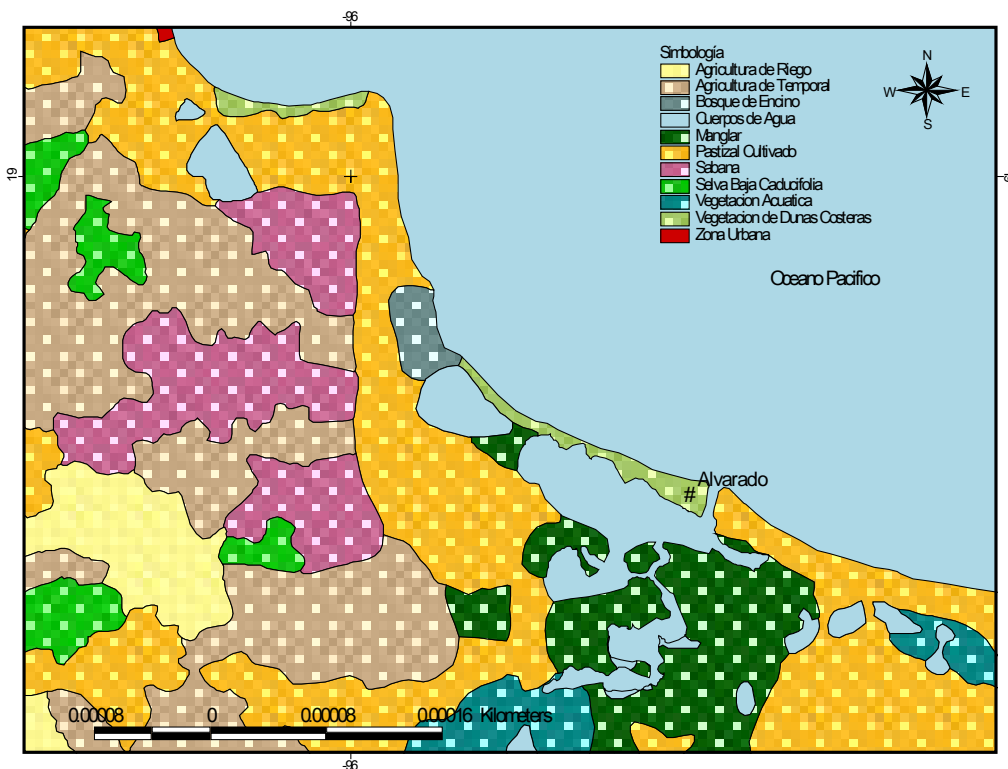 -96
Simbología
Agricultura de Riego
Agricultura de Temporal
Bosque de Encino
Cuerpos de Agua
Manglar
Pastizal Cultivado
Sabana
Selva Baja Caducifolia
Vegetacion Acuatica
Vegetacion de Dunas Costeras
Zona Urbana
N
W
E
S
19
Oceano Pacifico
Alvarado
#
0.00008 0 0.00008 0.00016 Kilometers
-96